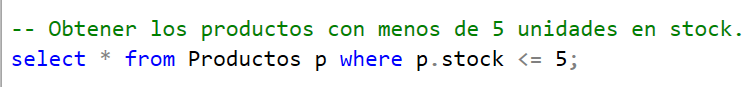 -- Obtener los productos con menos de 5 unidades en stock.
select * from Productos p where p.stock <= 5;